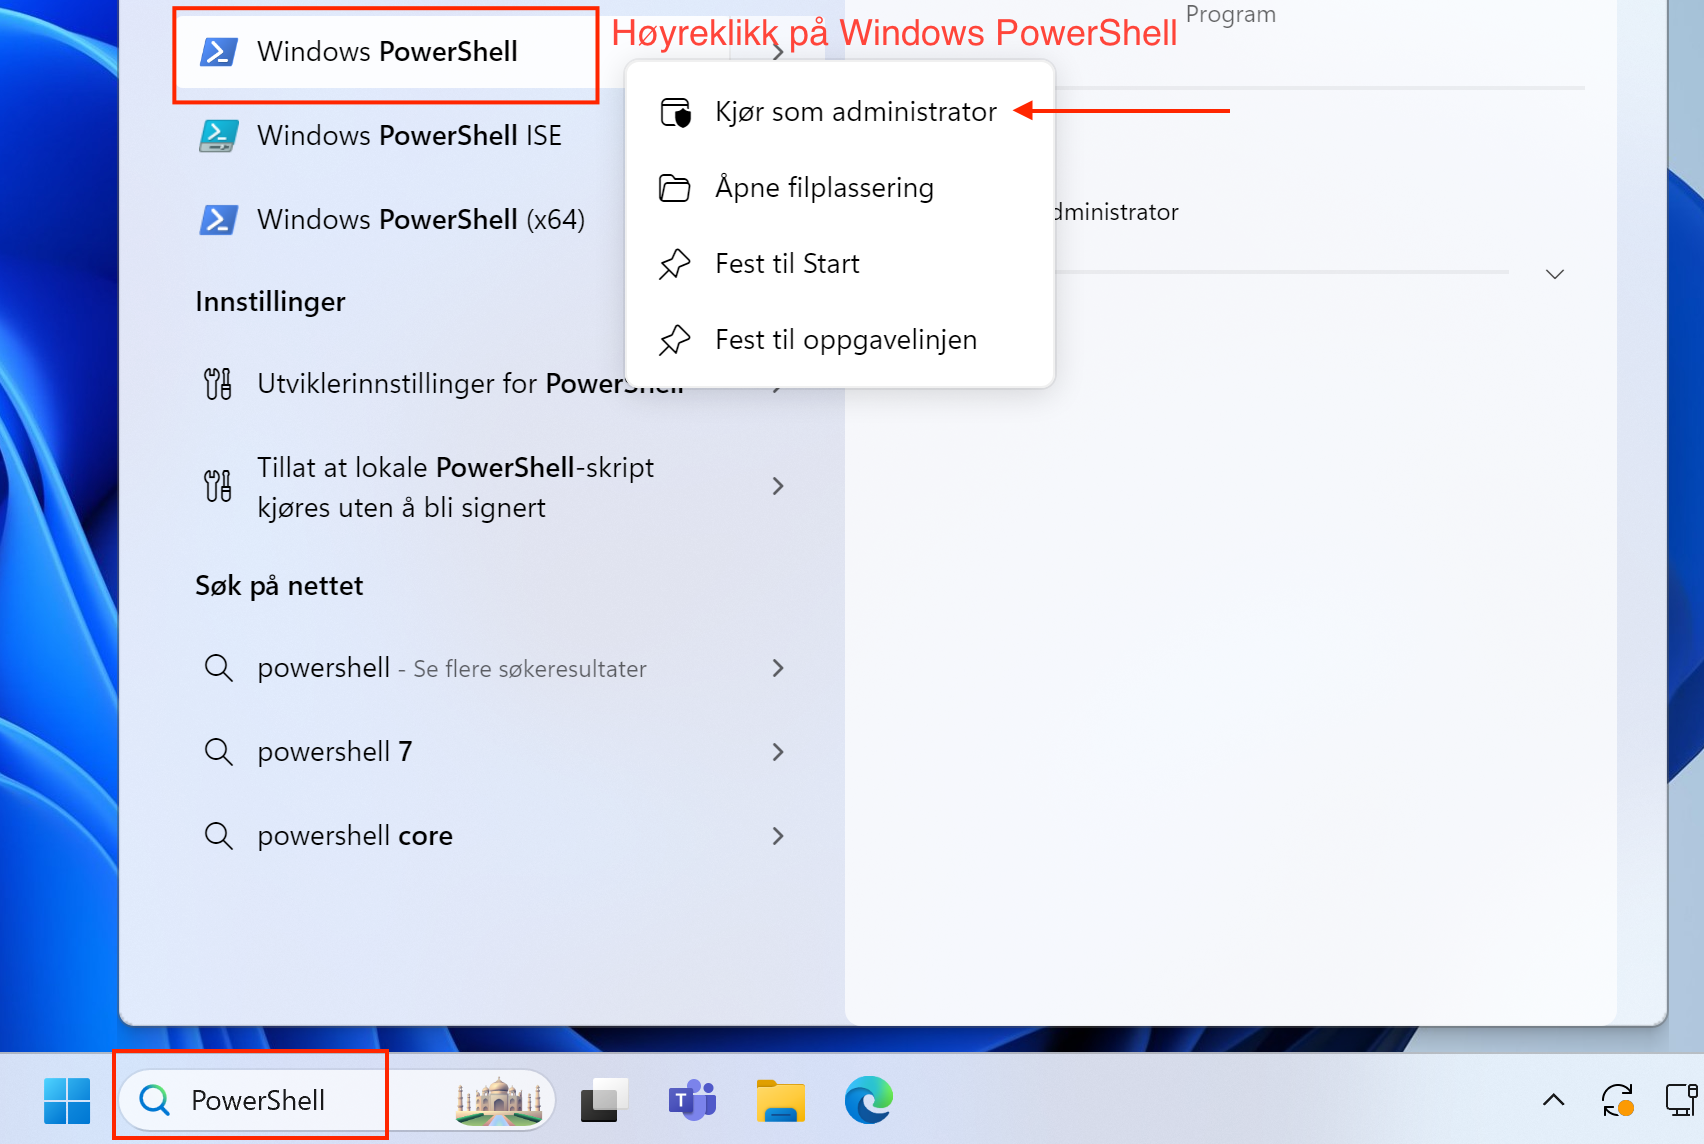 Windows PowerShell
Høyreklikk på Windows PowerShell
Program
Kjør som administrator
Åpne filplassering
Fest til Start
Fest til oppgavelinjen
dministrator
Windows PowerShell ISE
Windows PowerShell (x64)
Innstillinger
Utviklerinnstillinger for PowerShell
Tillat at lokale PowerShell-skript
kjøres uten å bli signert
Søk på nettet
powershell - Se flere søkeresultater
powershell 7
powershell core
PowerShell
T